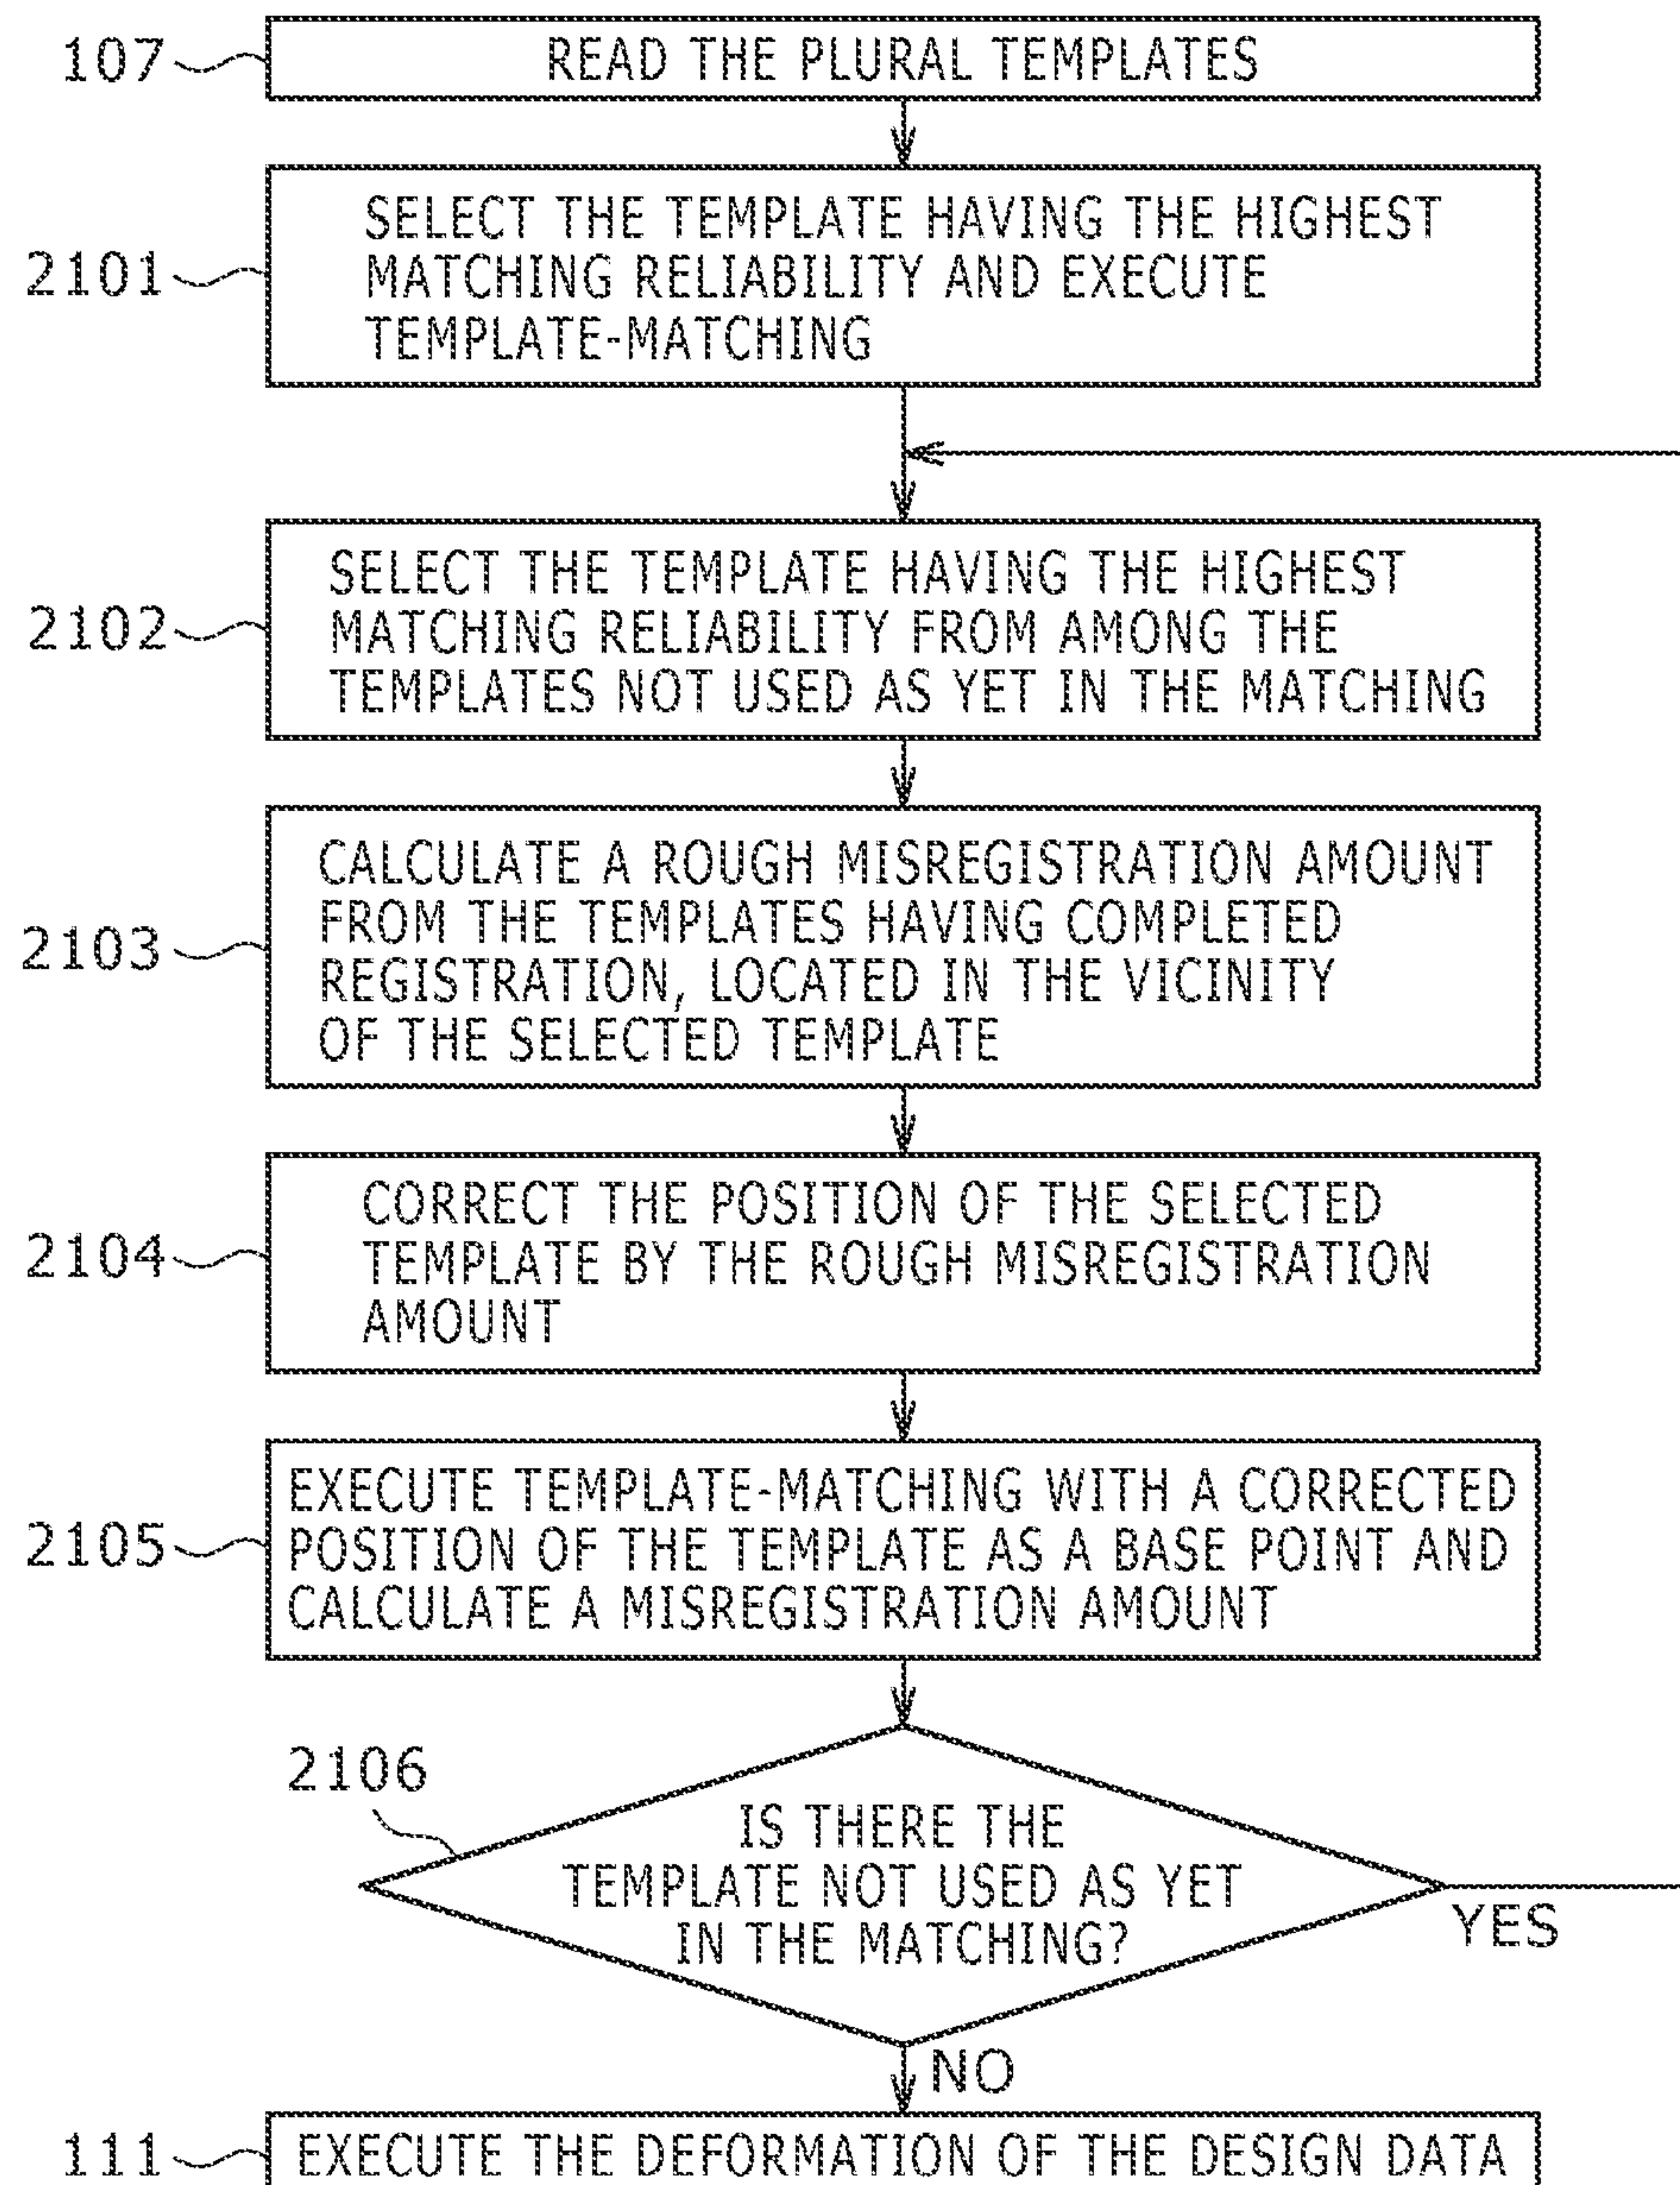 107
READ THE PLURAL TEMPLATES
2101
SELECT THE TEMPLATE HAVING THE HIGHEST
MATCHING RELIABILITY AND EXECUTE
TEMPLATE-MATCHING
2102
SELECT THE TEMPLATE HAVING THE HIGHEST
MATCHING RELIABILITY FROM AMONG THE
TEMPLATES NOT USED AS YET IN THE MATCHING
2103
CALCULATE A ROUGH MISREGISTRATION AMOUNT
FROM THE TEMPLATES HAVING COMPLETED
REGISTRATION, LOCATED IN THE VICINITY
OF THE SELECTED TEMPLATE
2104
CORRECT THE POSITION OF THE SELECTED
TEMPLATE BY THE ROUGH MISREGISTRATION
AMOUNT
2105
EXECUTE TEMPLATE-MATCHING WITH A CORRECTED
POSITION OF THE TEMPLATE AS A BASE POINT AND
CALCULATE A MISREGISTRATION AMOUNT
2106
IS THERE THE
TEMPLATE NOT USED AS YET
IN THE MATCHING?
YES
NO
111
EXECUTE THE DEFORMATION OF THE DESIGN DATA